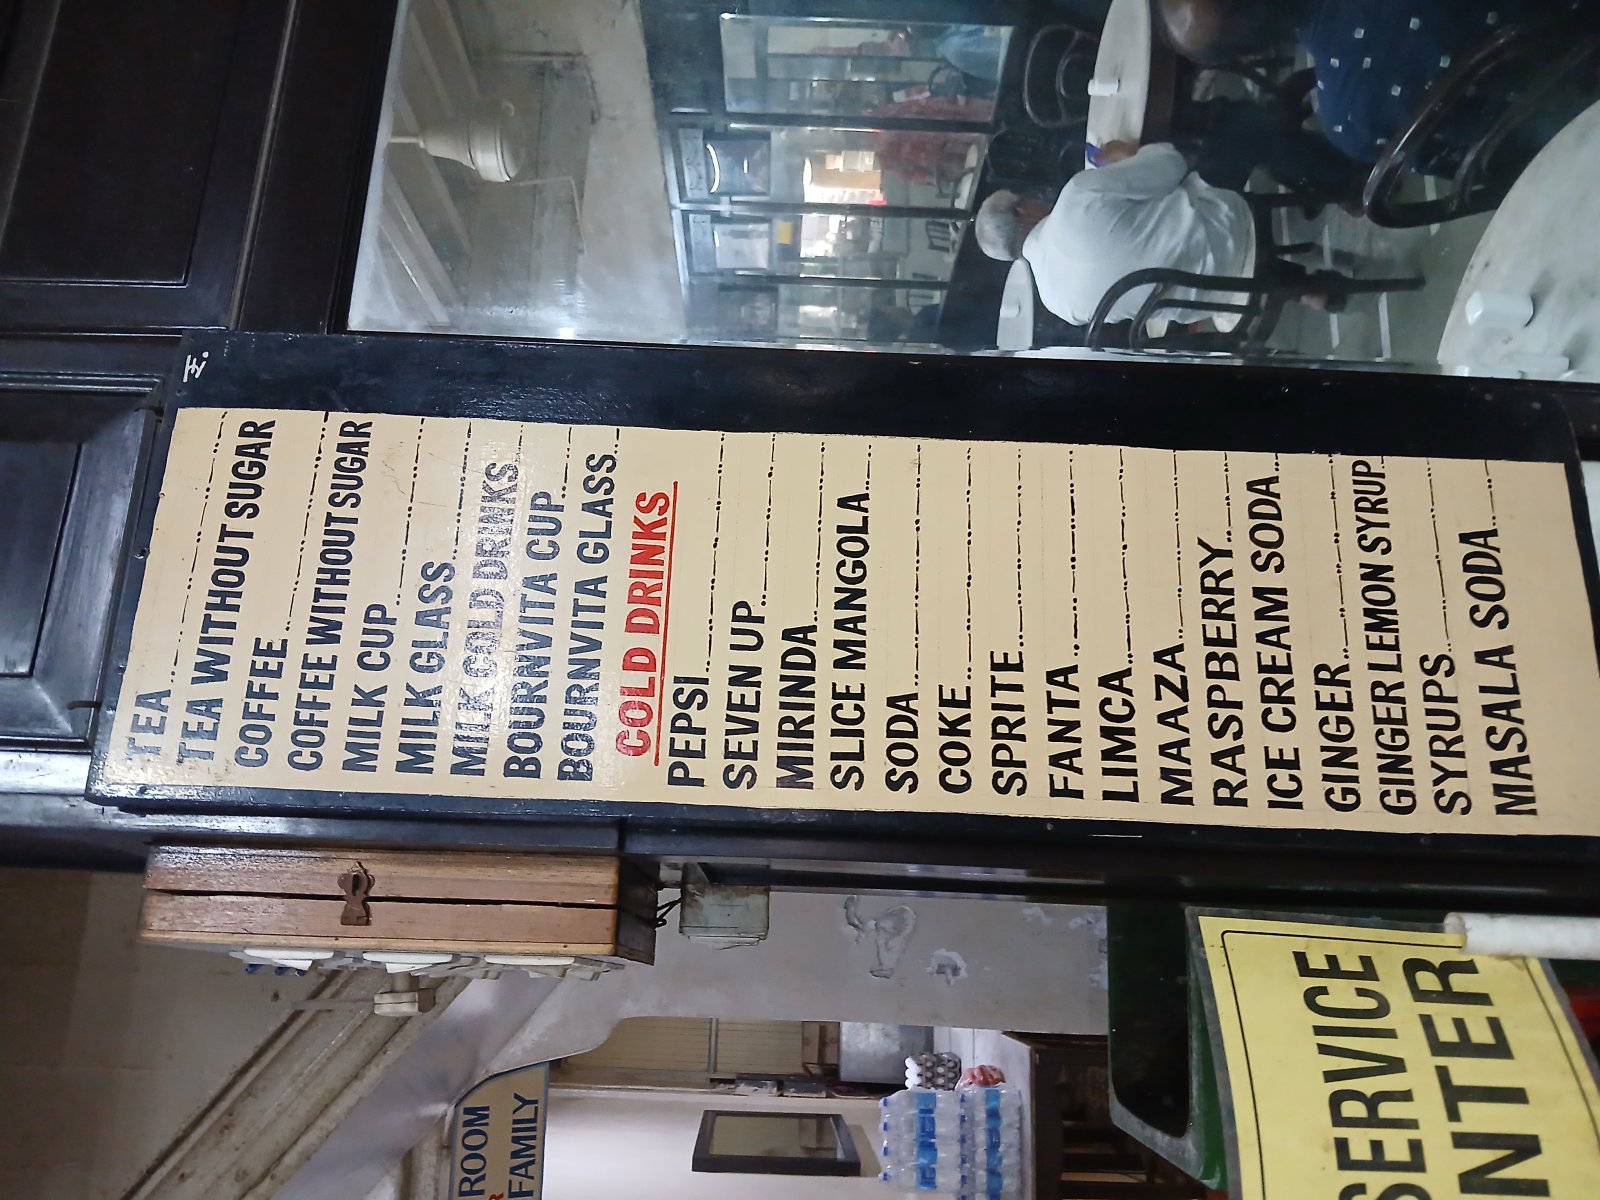 TEA
TEA WITHOUT SUGAR
COFFEE
COFFEE WITHOUT SUGAR
MILK CUP
MILK GLASS
MILK COLD DRINKS
BOURNVITA CUP
BOURNVITA GLASS
COLD DRINKS
PEPSI
SEVEN UP
MIRINDA
SLICE MANGOLA
SODA
COKE
SPRITE
FANTA
LIMCA
MAAZA
RASPBERRY
ICE CREAM SODA
GINGER
GINGER LEMON SYRUP
SYRUPS
MASALA SODA
ROOM
FAMILY
SERVICE